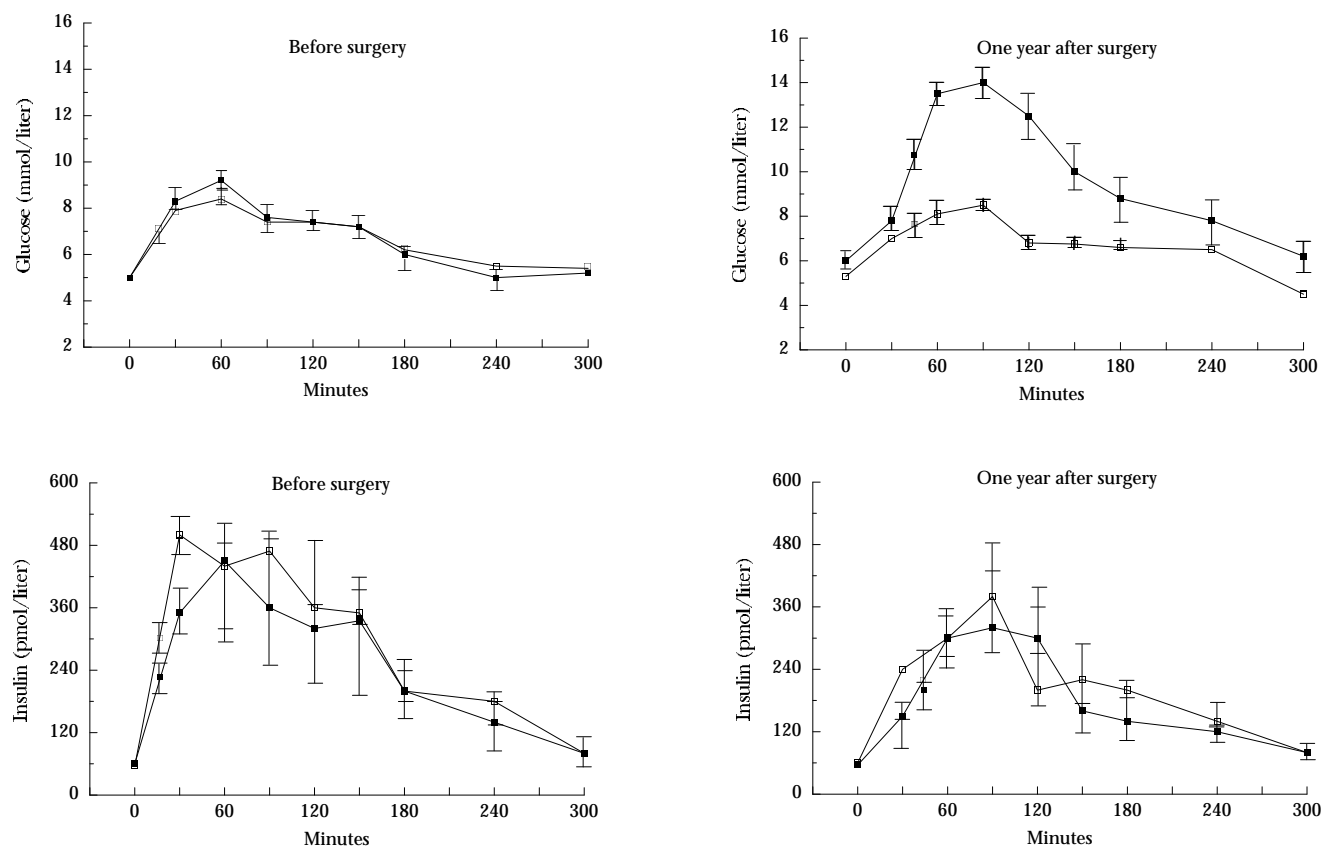 Before surgery
16
14
12
10
8
6
4
2
Glucose (mmol/liter)
0 60 120 180 240 300
Minutes
One year after surgery
16
14
12
10
8
6
4
2
Glucose (mmol/liter)
0 60 120 180 240 300
Minutes
Before surgery
600
480
360
240
120
0
Insulin (pmol/liter)
0 60 120 180 240 300
Minutes
One year after surgery
600
480
360
240
120
0
Insulin (pmol/liter)
0 60 120 180 240 300
Minutes